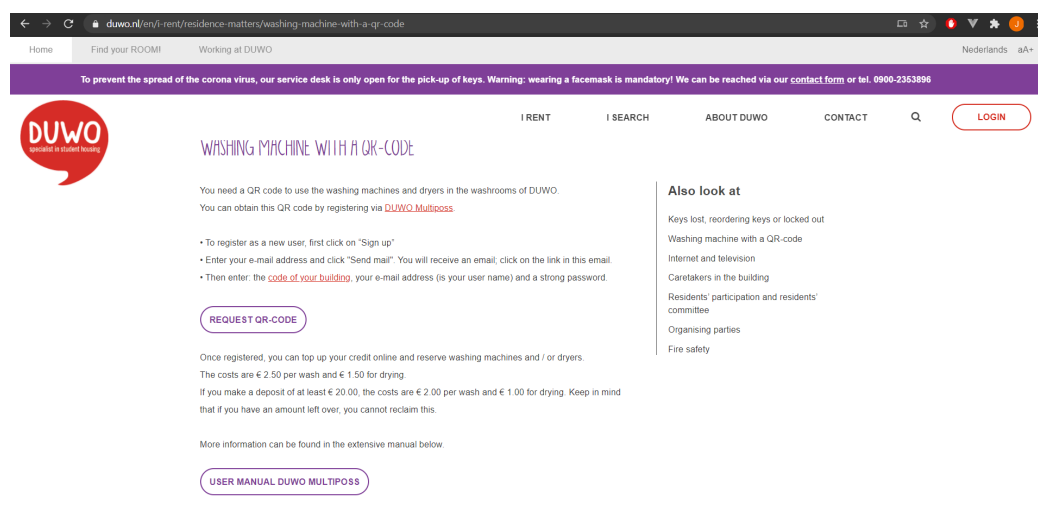 duwo.nl/en/i-rent/residence-matters/washing-machine-with-a-qr-code
J
Home Find your ROOM! Working at DUWO Nederlands aA+
To prevent the spread of the corona virus, our service desk is only open for the pick-up of keys. Warning: wearing a facemask is mandatory! We can be reached via our contact form or tel. 0900-2353896
DUWO
specialist in student housing
I RENT I SEARCH ABOUT DUWO CONTACT LOGIN
WASHING MACHINE WITH A QR-CODE
You need a QR code to use the washing machines and dryers in the washrooms of DUWO.
You can obtain this QR code by registering via DUWO Multiposs.
• To register as a new user, first click on "Sign up"
• Enter your e-mail address and click "Send mail". You will receive an email; click on the link in this email.
• Then enter: the code of your building, your e-mail address (is your user name) and a strong password.
REQUEST QR-CODE
Once registered, you can top up your credit online and reserve washing machines and / or dryers.
The costs are € 2.50 per wash and € 1.50 for drying.
If you make a deposit of at least € 20.00, the costs are € 2.00 per wash and € 1.00 for drying. Keep in mind
that if you have an amount left over, you cannot reclaim this.
More information can be found in the extensive manual below.
USER MANUAL DUWO MULTIPOSS
Also look at
Keys lost, reordering keys or locked out
Washing machine with a QR-code
Internet and television
Caretakers in the building
Residents' participation and residents'
committee
Organising parties
Fire safety